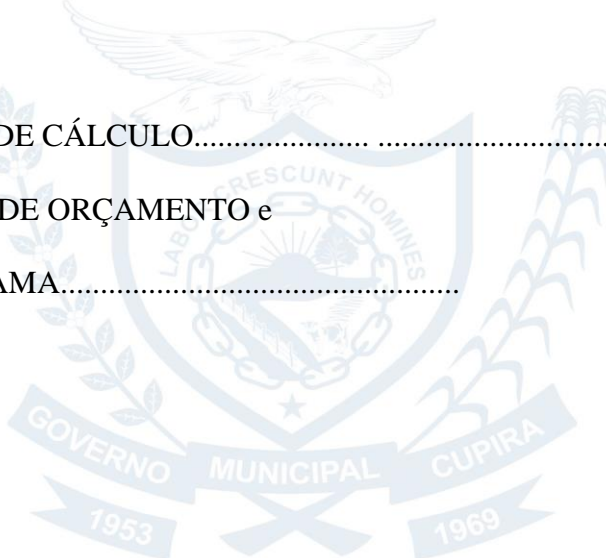 DE CÁLCULO...................... .............................
DE ORÇAMENTO e
AMA..................................................
LABOR CRESCUNT HOMINES
GOVERNO MUNICIPAL CUPIRA
1953 1969